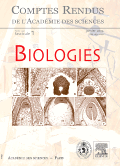 COMPTES RENDUS
DE L'ACADÉMIE DES SCIENCES
BIOLOGIES
ACADÉMIE DES SCIENCES — PARIS